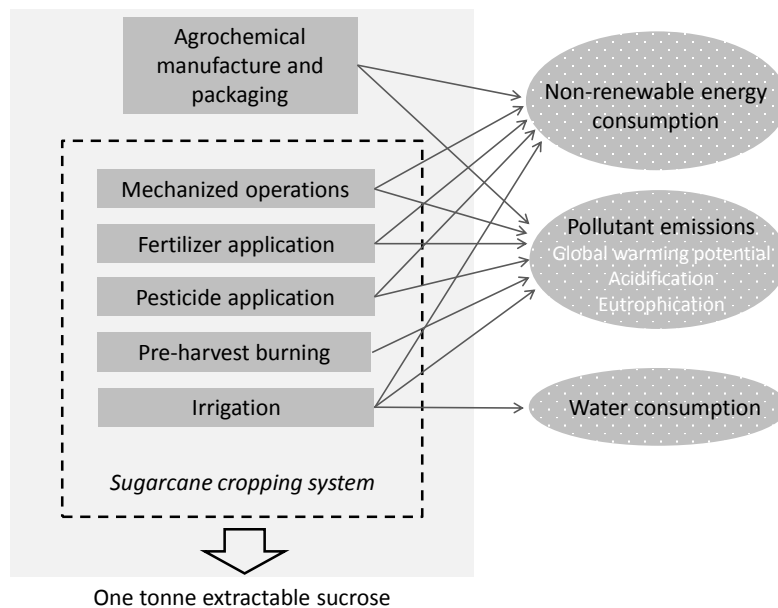 Agrochemical
manufacture and
packaging
Non-renewable energy
consumption
Mechanized operations
Fertilizer application
Pesticide application
Pre-harvest burning
Irrigation
Pollutant emissions
Global warming potential
Acidification
Eutrophication
Water consumption
Sugarcane cropping system
One tonne extractable sucrose